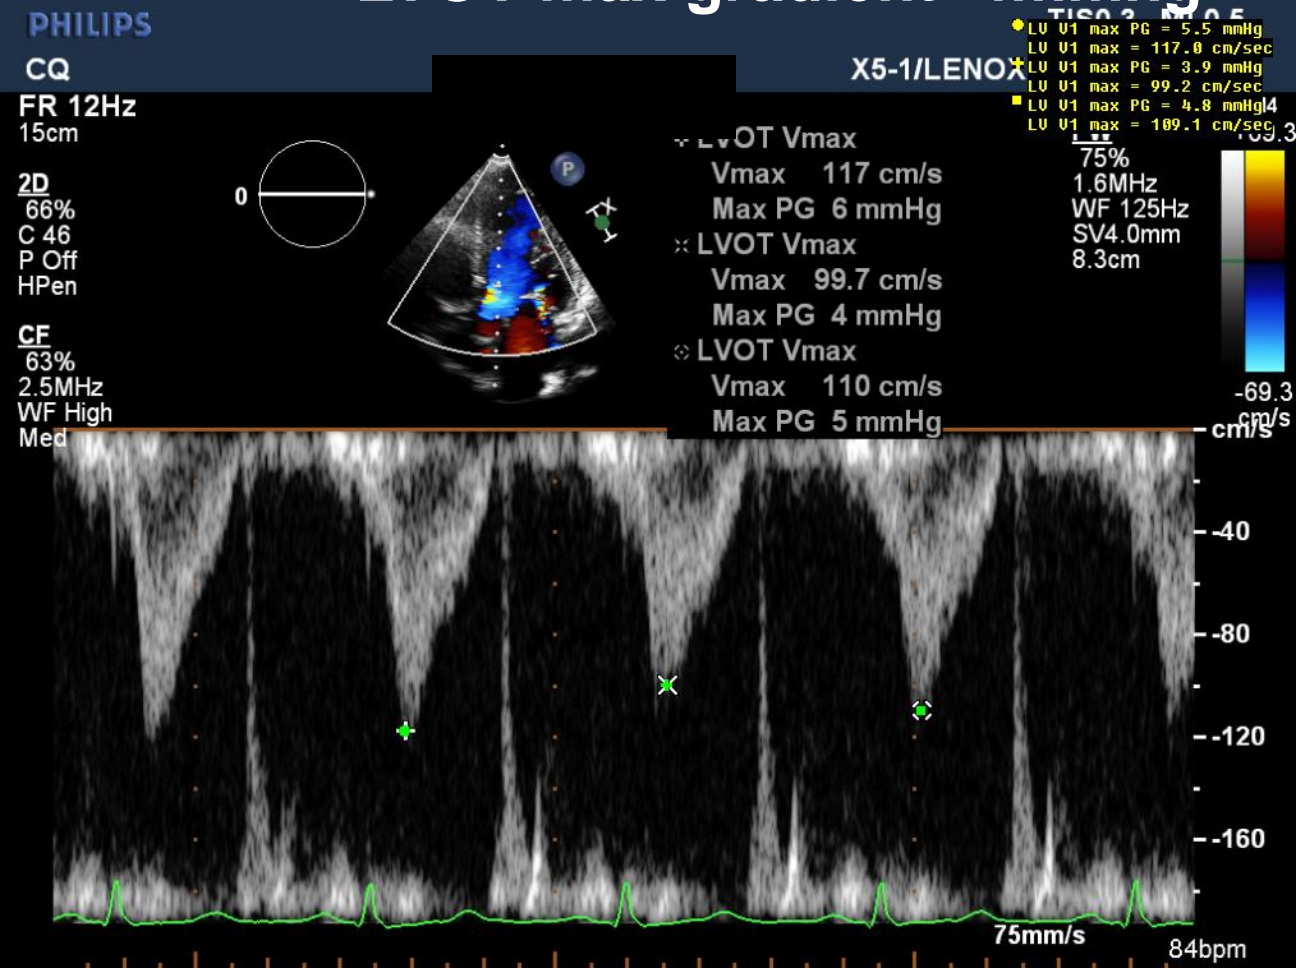 PHILIPS
LV V1 max PG = 5.5 mmHg
LV V1 max = 117.0 cm/sec
LV V1 max PG = 3.9 mmHg
LV V1 max = 99.2 cm/sec
LV V1 max PG = 4.8 mmHg
LV V1 max = 109.1 cm/sec
CQ
X5-1/LENOX
FR 12Hz
15cm
2D
66%
C 46
P Off
HPen
CF
63%
2.5MHz
WF High
Med
0
P
LVOT Vmax
Vmax 117 cm/s
Max PG 6 mmHg
LVOT Vmax
Vmax 99.7 cm/s
Max PG 4 mmHg
LVOT Vmax
Vmax 110 cm/s
Max PG 5 mmHg
75%
1.6MHz
WF 125Hz
SV4.0mm
8.3cm
-69.3
cm/s
cm/s
-40
-80
-120
-160
75mm/s
84bpm